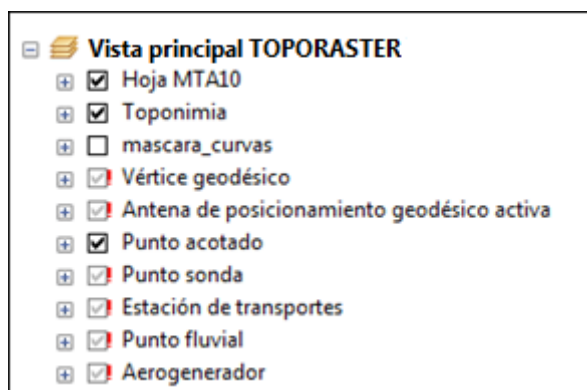 Vista principal TOPORASTER
Hoja MTA10
Toponimia
mascara_curvas
Vértice geodésico
Antena de posicionamiento geodésico activa
Punto acotado
Punto sonda
Estación de transportes
Punto fluvial
Aerogenerador